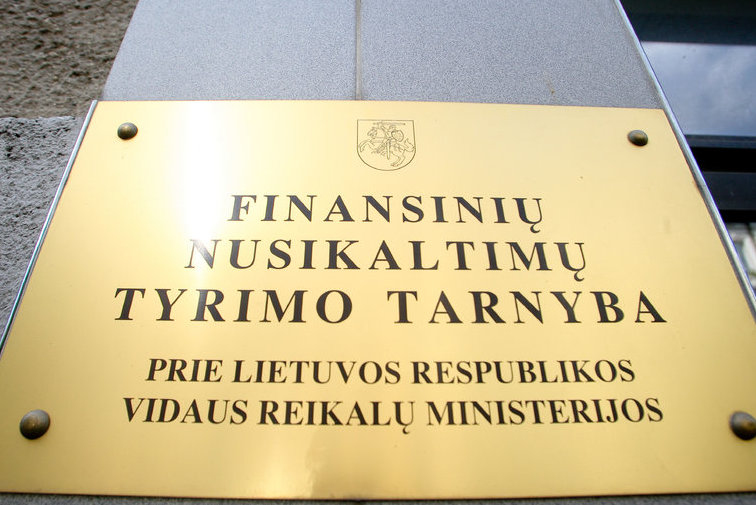 FINANSINIŲ
NUSIKALTIMŲ
TYRIMO TARNYBA
PRIE LIETUVOS RESPUBLIKOS
VIDAUS REIKALŲ MINISTERIJOS